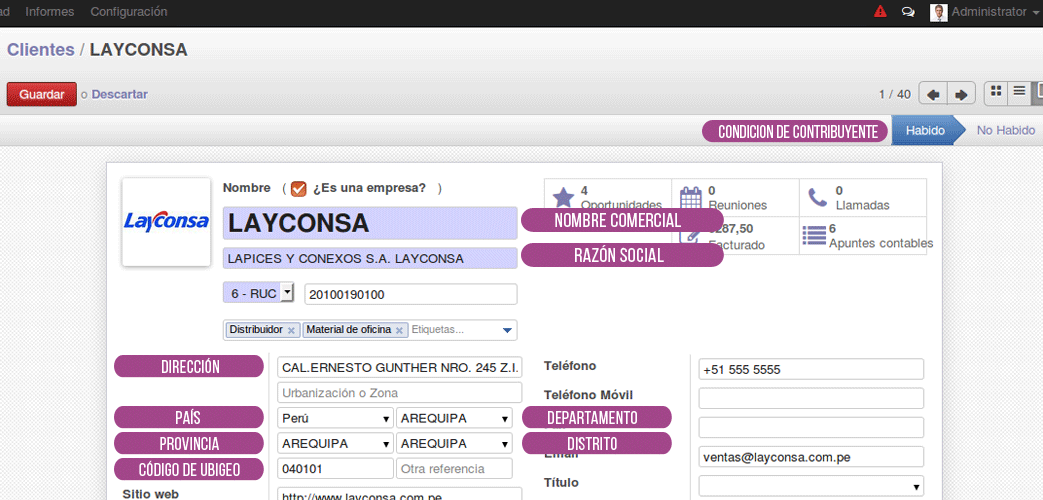 ad Informes Configuración Administrator
Clientes / LAYCONSA
Guardar o Descartar 1 / 40
CONDICION DE CONTRIBUYENTE Habido No Habido
Nombre ( ¿Es una empresa? )
4 Oportunidades 0 Reuniones 0 Llamadas
Layconsa
LAYCONSA NOMBRE COMERCIAL
287,50 Facturado 6 Apuntes contables
LAPICES Y CONEXOS S.A. LAYCONSA RAZÓN SOCIAL
6 - RUC 20100190100
Distribuidor × Material de oficina × Etiquetas...
DIRECCIÓN CAL.ERNESTO GUNTHER NRO. 245 Z.I. Teléfono +51 555 5555
Urbanización o Zona Teléfono Móvil
PAÍS Perú AREQUIPA DEPARTAMENTO
PROVINCIA AREQUIPA AREQUIPA DISTRITO
Email ventas@layconsa.com.pe
CÓDIGO DE UBIGEO 040101 Otra referencia
Título
Sitio web http://www.layconsa.com.pe